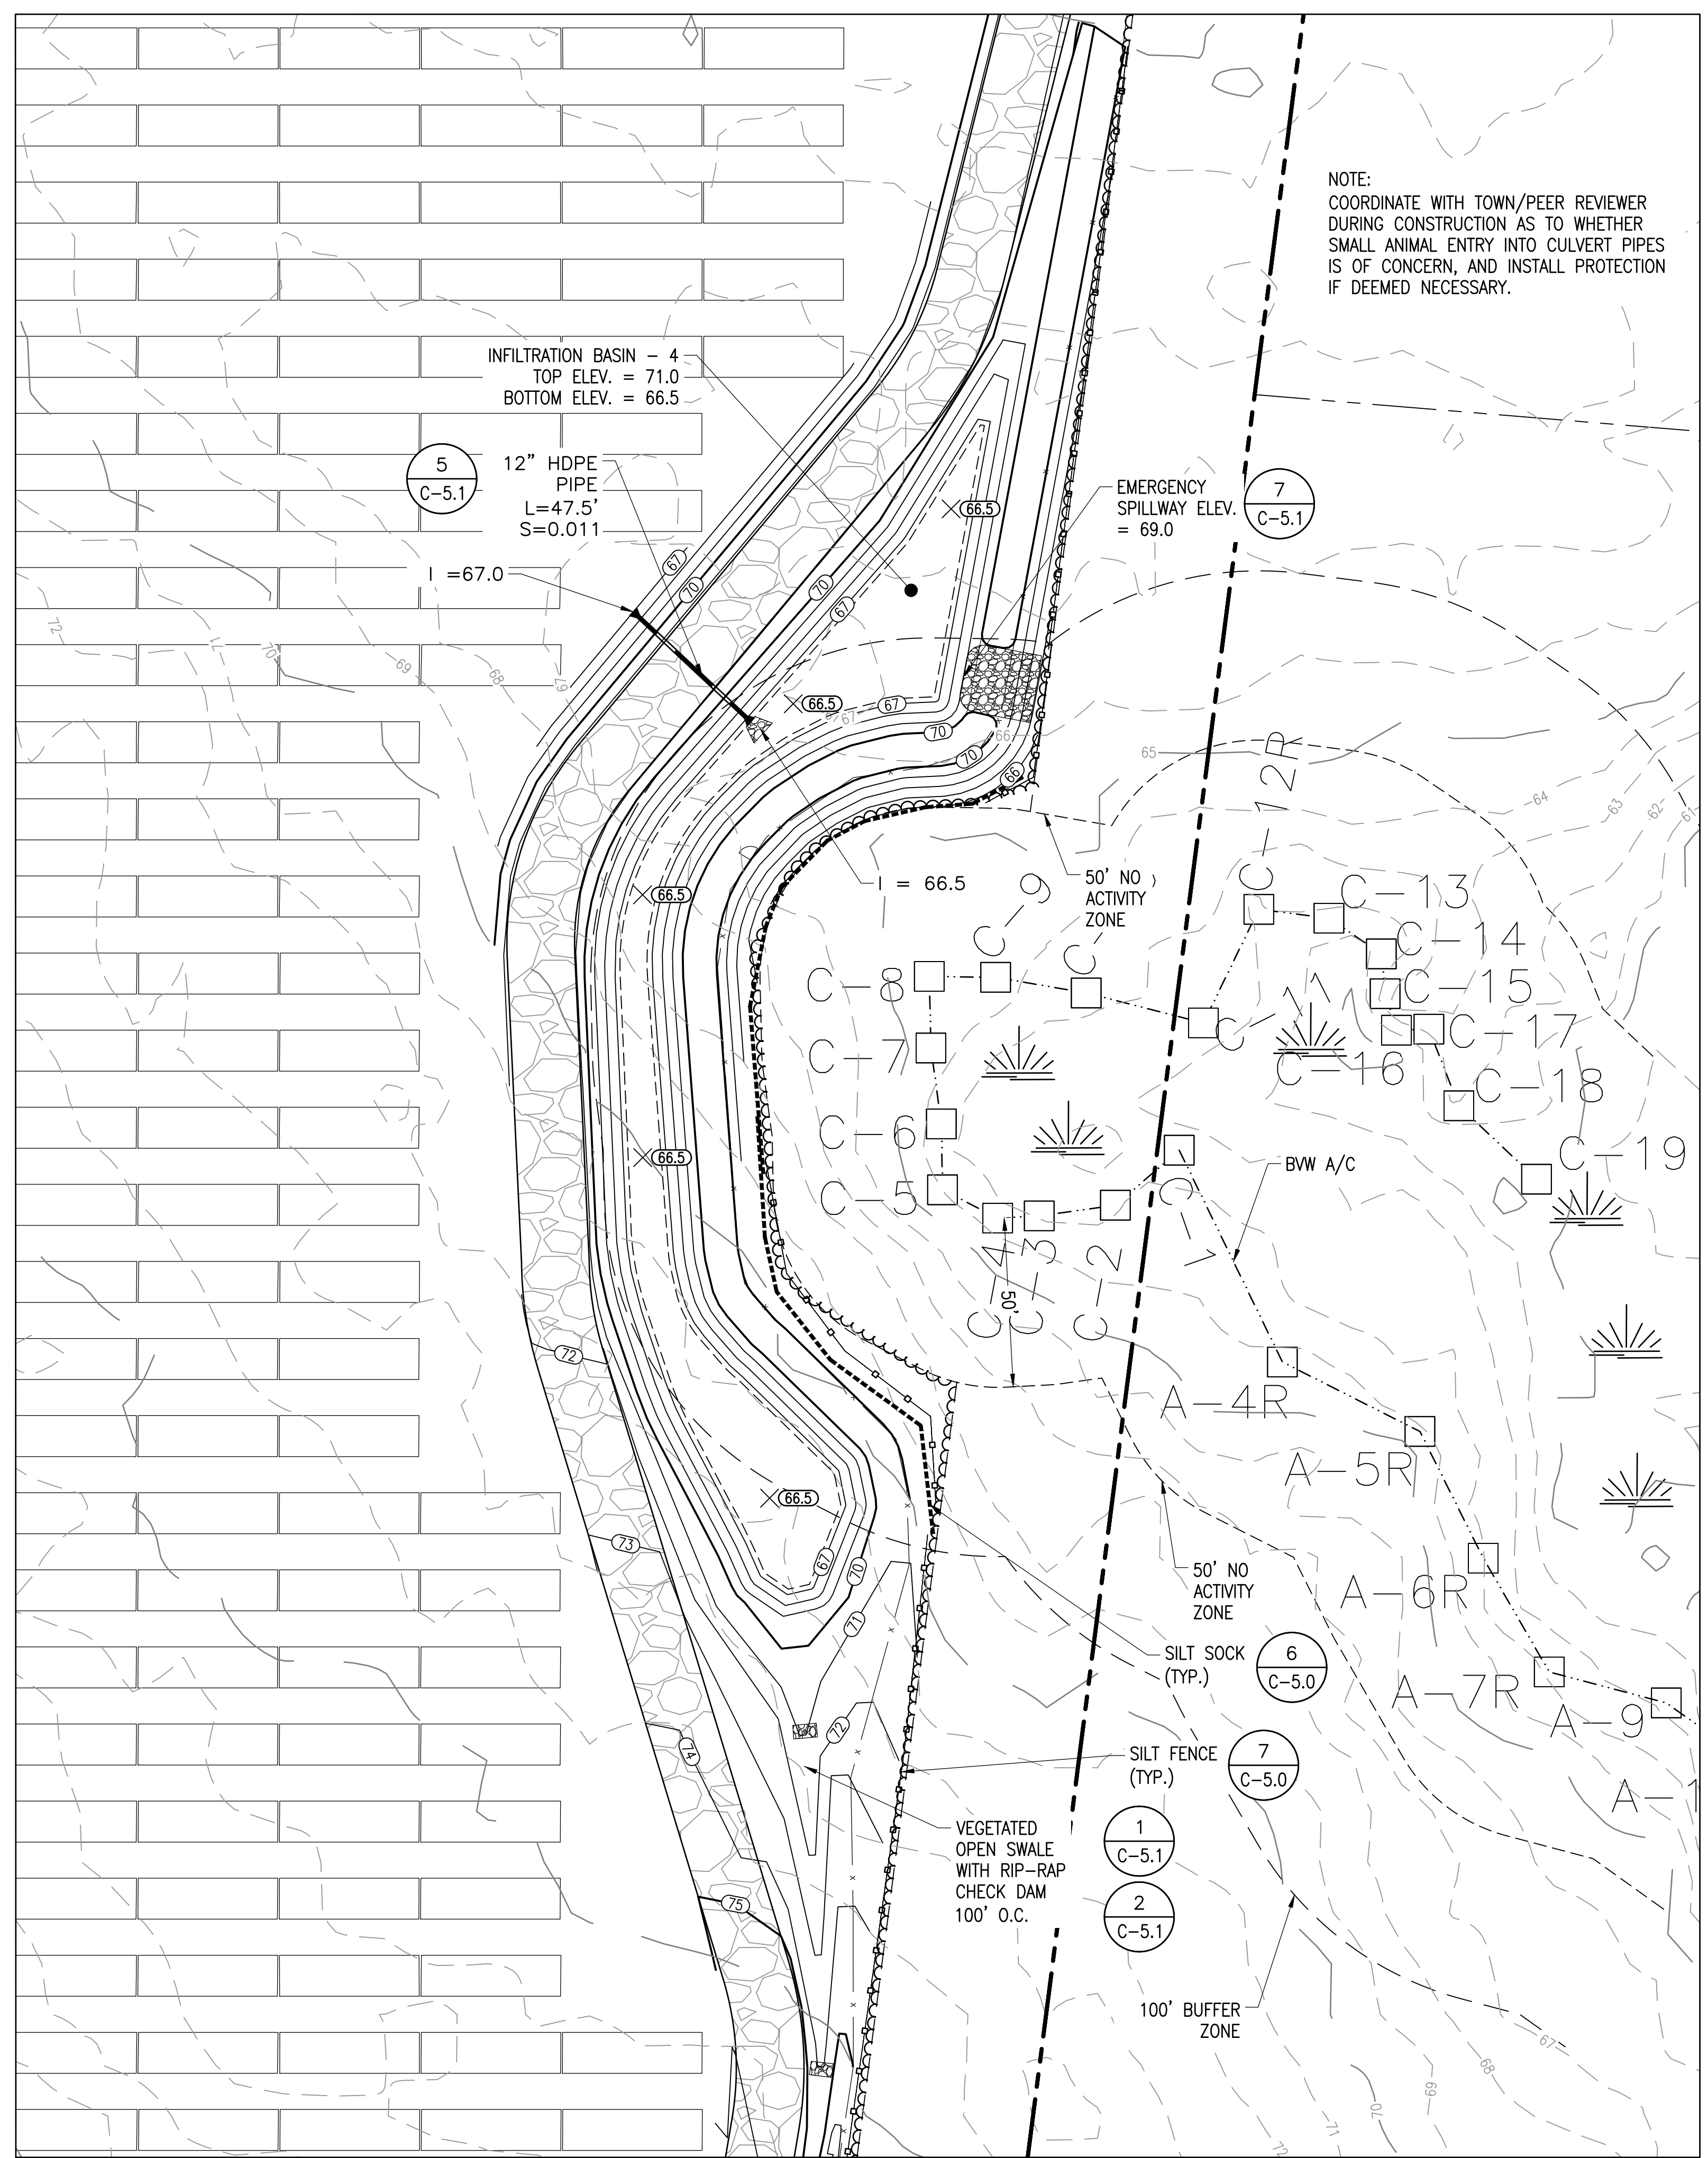 NOTE:
COORDINATE WITH TOWN/PEER REVIEWER
DURING CONSTRUCTION AS TO WHETHER
SMALL ANIMAL ENTRY INTO CULVERT PIPES
IS OF CONCERN, AND INSTALL PROTECTION
IF DEEMED NECESSARY.
INFILTRATION BASIN - 4
TOP ELEV. = 71.0
BOTTOM ELEV. = 66.5
5
C-5.1
12" HDPE
PIPE
L=47.5'
S=0.011
I =67.0
EMERGENCY
SPILLWAY ELEV.
= 69.0
7
C-5.1
66.5
67
70
70
67
72
71
70
69
68
67
66.5
67
67
70
66
70
66
65
64
63
62
61
I = 66.5
50' NO
ACTIVITY
ZONE
66.5
C-12R
C-13
C-14
C-15
C-9
C-8
C
C-11
C-17
C-16
C-7
C-18
C-6
C-19
66.5
BVW A/C
C-5
C-1
C-4
C-3
C-2
50'
72
A-4R
A-5R
66.5
73
67
70
50' NO
ACTIVITY
ZONE
A-6R
71
SILT SOCK
(TYP.)
6
C-5.0
A-7R
A-9
72
74
SILT FENCE
(TYP.)
7
C-5.0
A-1
VEGETATED
OPEN SWALE
WITH RIP-RAP
CHECK DAM
100' O.C.
1
C-5.1
2
C-5.1
75
100' BUFFER
ZONE
67
68
69
70
71
72